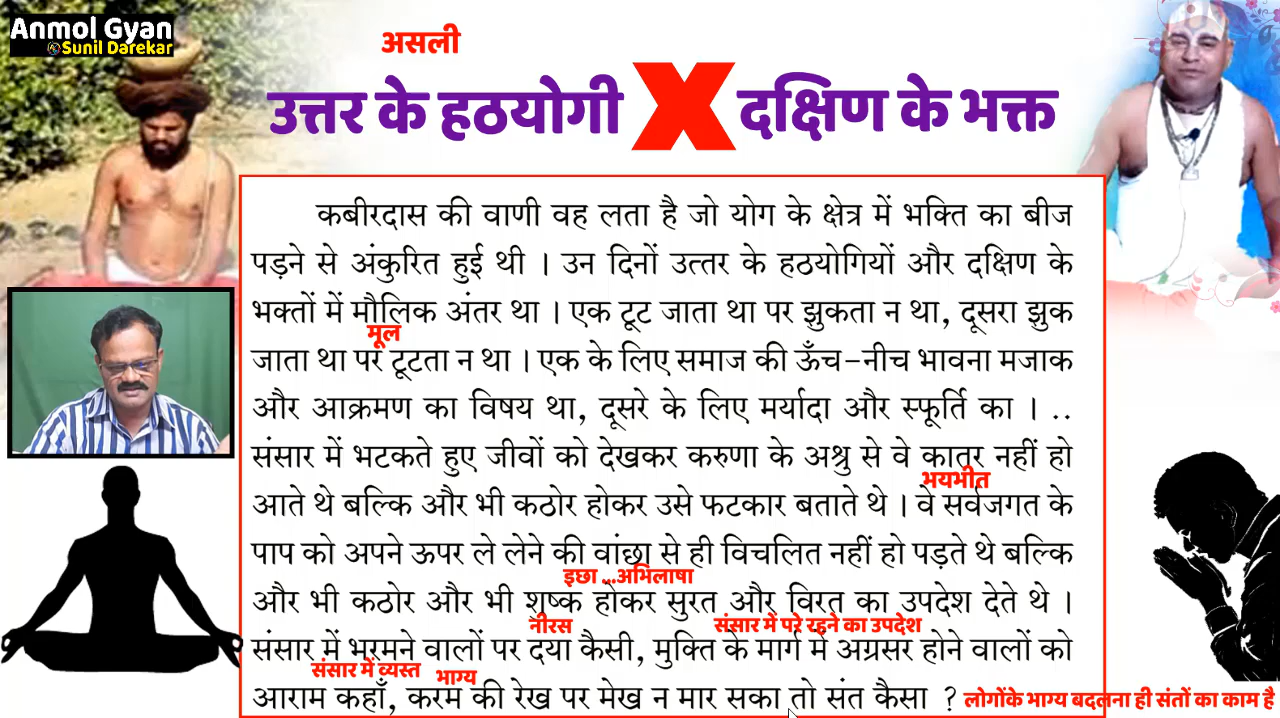 Anmol Gyan
Sunil Darekar
असली
उत्तर के हठयोगी X दक्षिण के भक्त
कबीरदास की वाणी वह लता है जो योग के क्षेत्र में भक्ति का बीज
पड़ने से अंकुरित हुई थी । उन दिनों उत्तर के हठयोगियों और दक्षिण के
भक्तों में मौलिक अंतर था । एक टूट जाता था पर झुकता न था, दूसरा झुक
मूल
जाता था पर टूटता न था । एक के लिए समाज की ऊँच-नीच भावना मजाक
और आक्रमण का विषय था, दूसरे के लिए मर्यादा और स्फूर्ति का । ..
संसार में भटकते हुए जीवों को देखकर करुणा के अश्रु से वे कातर नहीं हो
भयभीत
आते थे बल्कि और भी कठोर होकर उसे फटकार बताते थे । वे सर्वजगत के
पाप को अपने ऊपर ले लेने की वांछा से ही विचलित नहीं हो पड़ते थे बल्कि
इछा ...अभिलाषा
और भी कठोर और भी शुष्क होकर सुरत और विरत का उपदेश देते थे ।
नीरस संसार में परे रहने का उपदेश
संसार में भरमने वालों पर दया कैसी, मुक्ति के मार्ग में अग्रसर होने वालों को
संसार में व्यस्त भाग्य
आराम कहाँ, करम की रेख पर मेख न मार सका तो संत कैसा ? लोगोंके भाग्य बदलना ही संतों का काम है